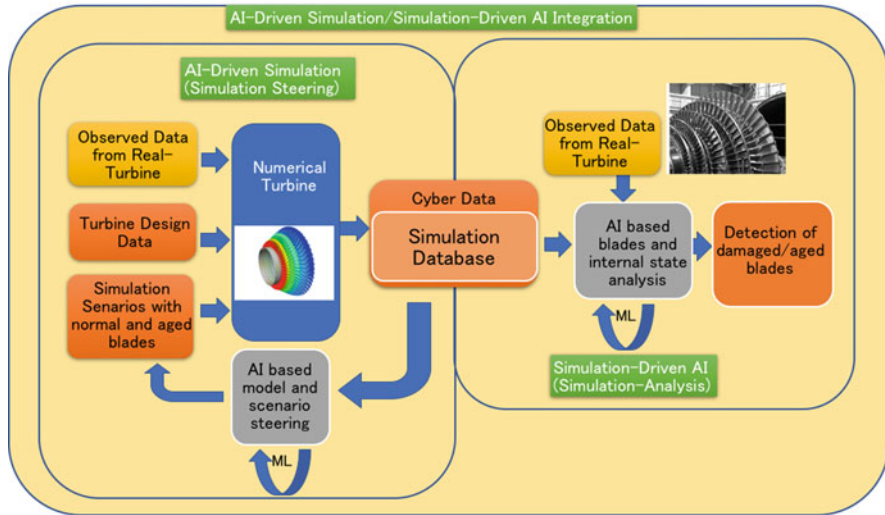 AI-Driven Simulation/Simulation-Driven AI Integration
AI-Driven Simulation
(Simulation Steering)
Observed Data
from Real-
Turbine
Turbine Design
Data
Simulation
Senarios with
normal and aged
blades
Numerical
Turbine
AI based
model and
scenario
steering
ML
Cyber Data
Simulation
Database
Observed Data
from Real-
Turbine
AI based
blades and
internal state
analysis
ML
Detection of
damaged/aged
blades
Simulation-Driven AI
(Simulation-Analysis)